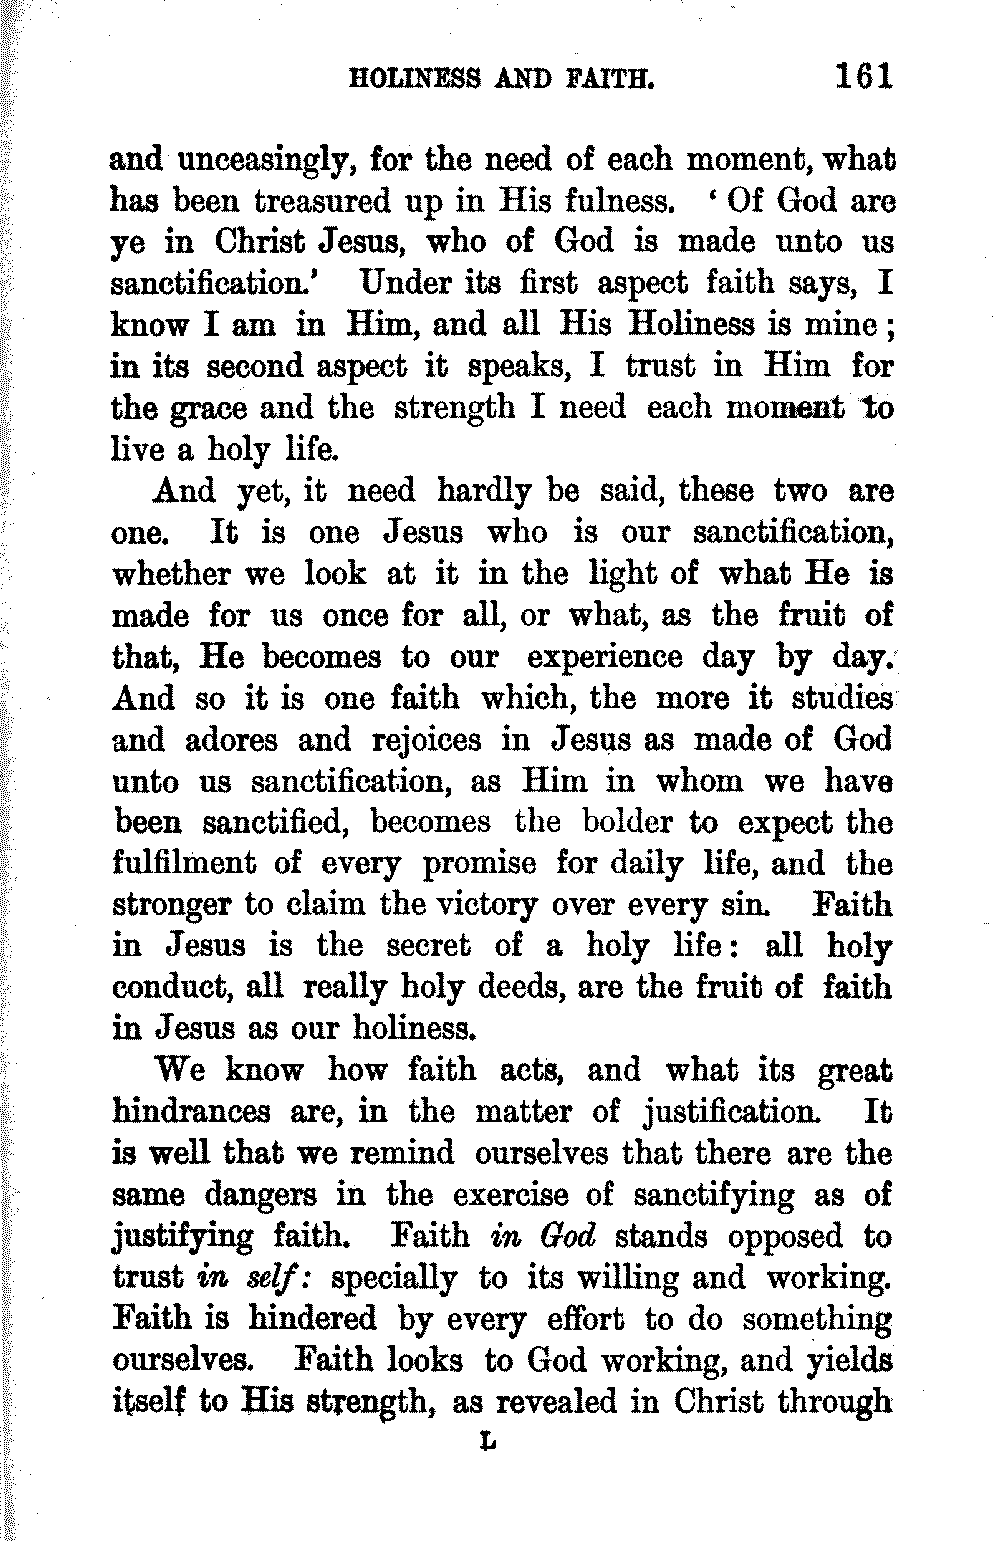 HOLINESS AND FAITH. 161
and unceasingly, for the need of each moment, what
has been treasured up in His fulness. ‘ Of God are
ye in Christ Jesus, who of God is made unto us
sanctification.’ Under its first aspect faith says, I
know I am in Him, and all His Holiness is mine ;
in its second aspect it speaks, I trust in Him for
the grace and the strength I need each moment to
live a holy life.
And yet, it need hardly be said, these two are
one. It is one Jesus who is our sanctification,
whether we look at it in the light of what He is
made for us once for all, or what, as the fruit of
that, He becomes to our experience day by day.
And so it is one faith which, the more it studies
and adores and rejoices in Jesus as made of God
unto us sanctification, as Him in whom we have
been sanctified, becomes the bolder to expect the
fulfilment of every promise for daily life, and the
stronger to claim the victory over every sin. Faith
in Jesus is the secret of a holy life : all holy
conduct, all really holy deeds, are the fruit of faith
in Jesus as our holiness.
We know how faith acts, and what its great
hindrances are, in the matter of justification. It
is well that we remind ourselves that there are the
same dangers in the exercise of sanctifying as of
justifying faith. Faith in God stands opposed to
trust in self : specially to its willing and working.
Faith is hindered by every effort to do something
ourselves. Faith looks to God working, and yields
itself to His strength, as revealed in Christ through
L